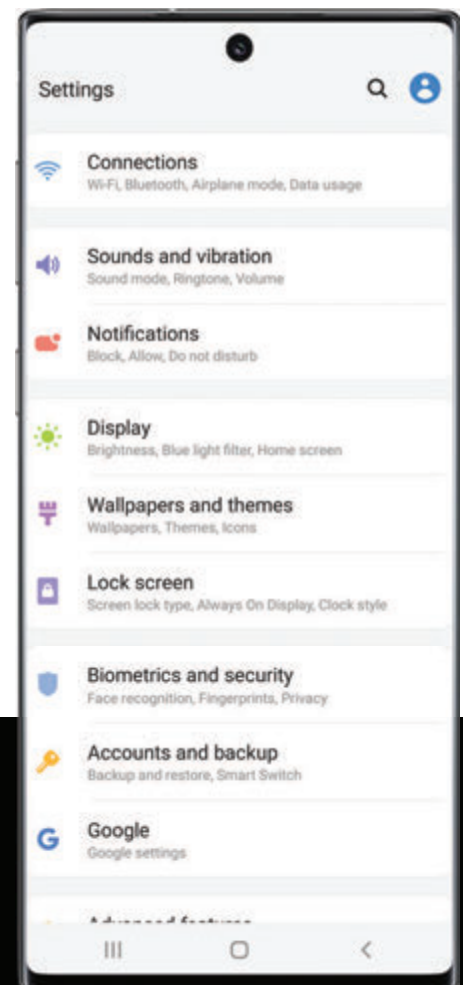 Settings
Connections
Wi-Fi, Bluetooth, Airplane mode, Data usage
Sounds and vibration
Sound mode, Ringtone, Volume
Notifications
Block, Allow, Do not disturb
Display
Brightness, Blue light filter, Home screen
Wallpapers and themes
Wallpapers, Themes, Icons
Lock screen
Screen lock type, Always On Display, Clock style
Biometrics and security
Face recognition, Fingerprints, Privacy
Accounts and backup
Backup and restore, Smart Switch
Google
Google settings
Advanced features